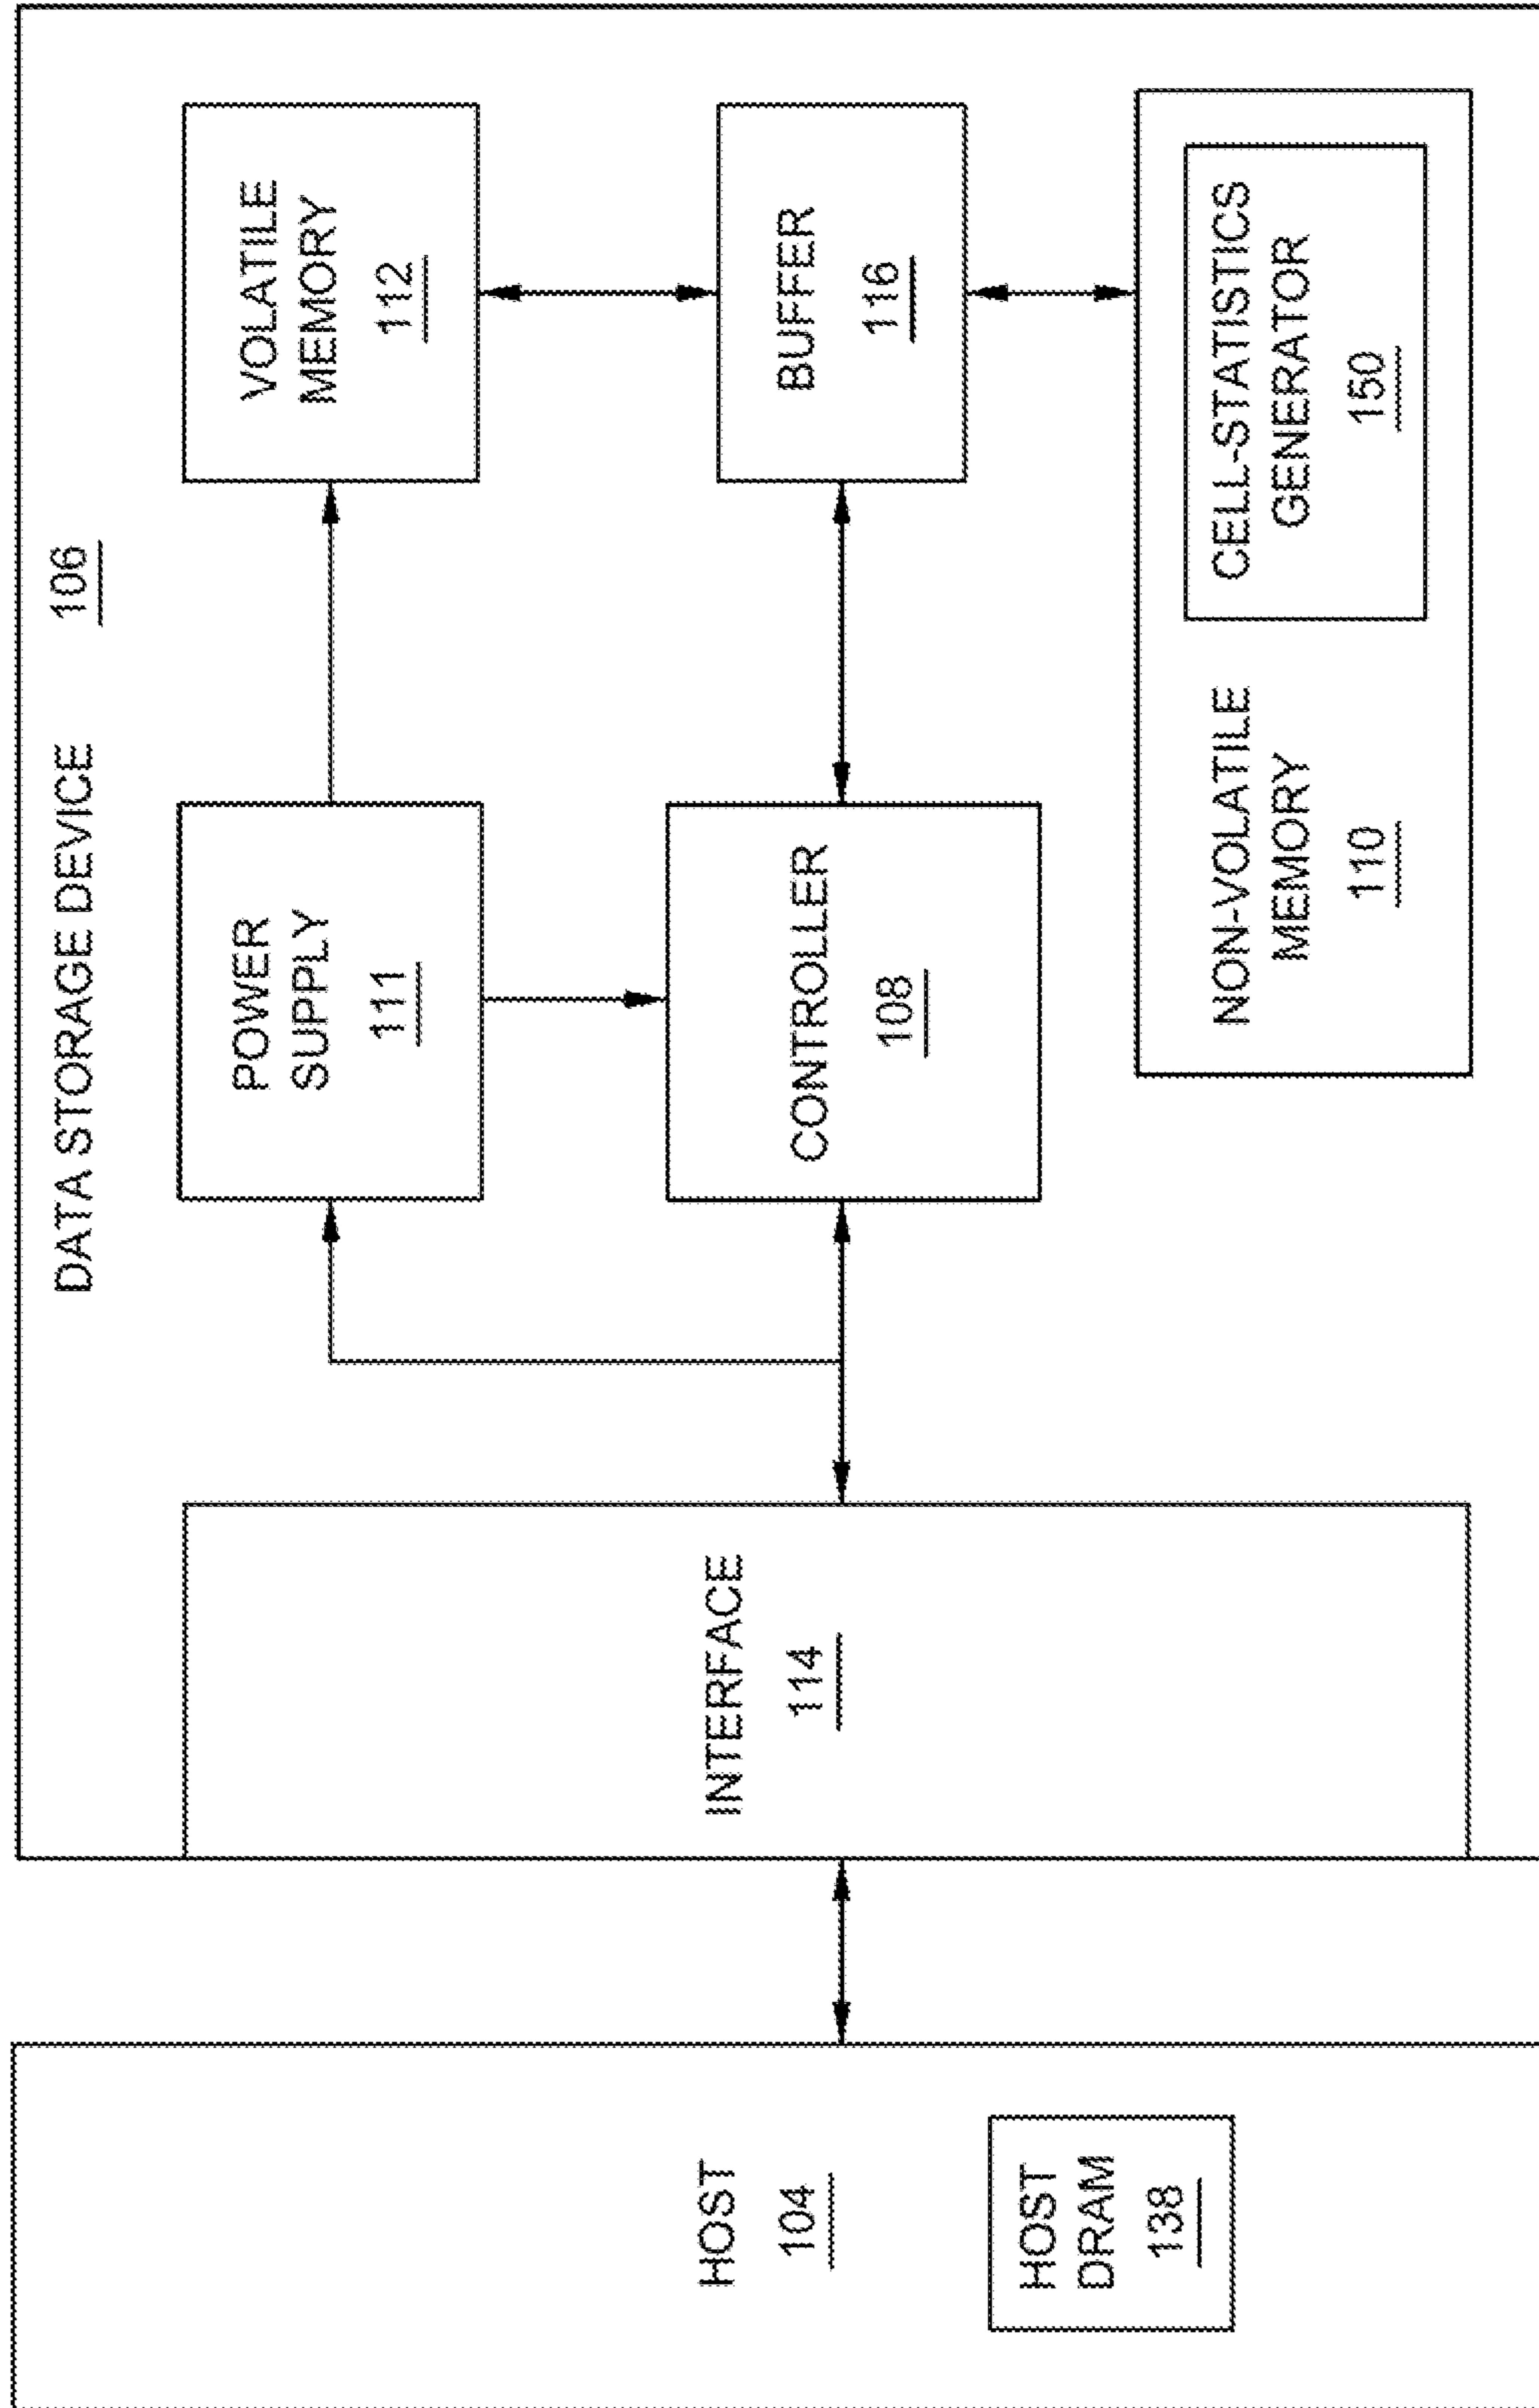 HOST
104
HOST
DRAM
138
DATA STORAGE DEVICE
106
INTERFACE
114
POWER
SUPPLY
111
VOLATILE
MEMORY
112
CONTROLLER
108
BUFFER
116
NON-VOLATILE
MEMORY
110
CELL-STATISTICS
GENERATOR
150